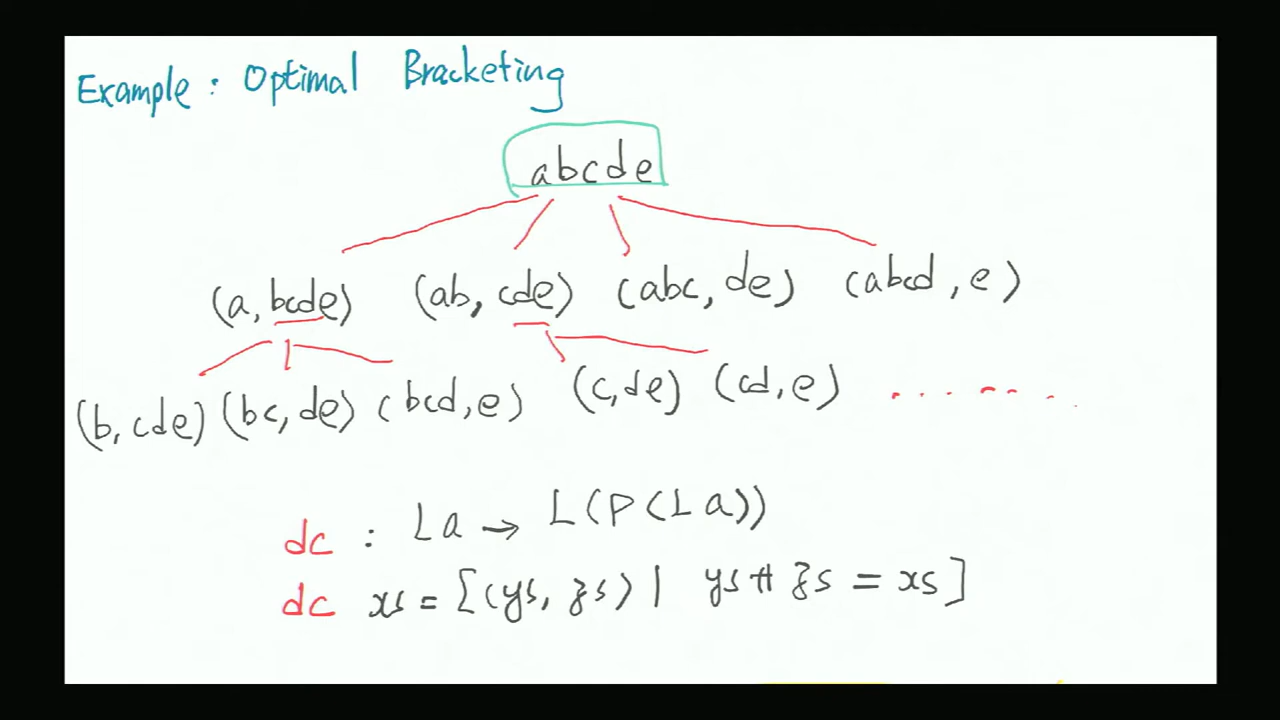 Example : Optimal Bracketing
abcde
(a, bcde) (ab, cde) (abc, de) (abcd, e)
(b, cde) (bc, de) (bcd, e) (c, de) (cd, e) ........
dc : L a → L (P (L a))
dc xs = [(ys, zs) | ys ++ zs = xs]